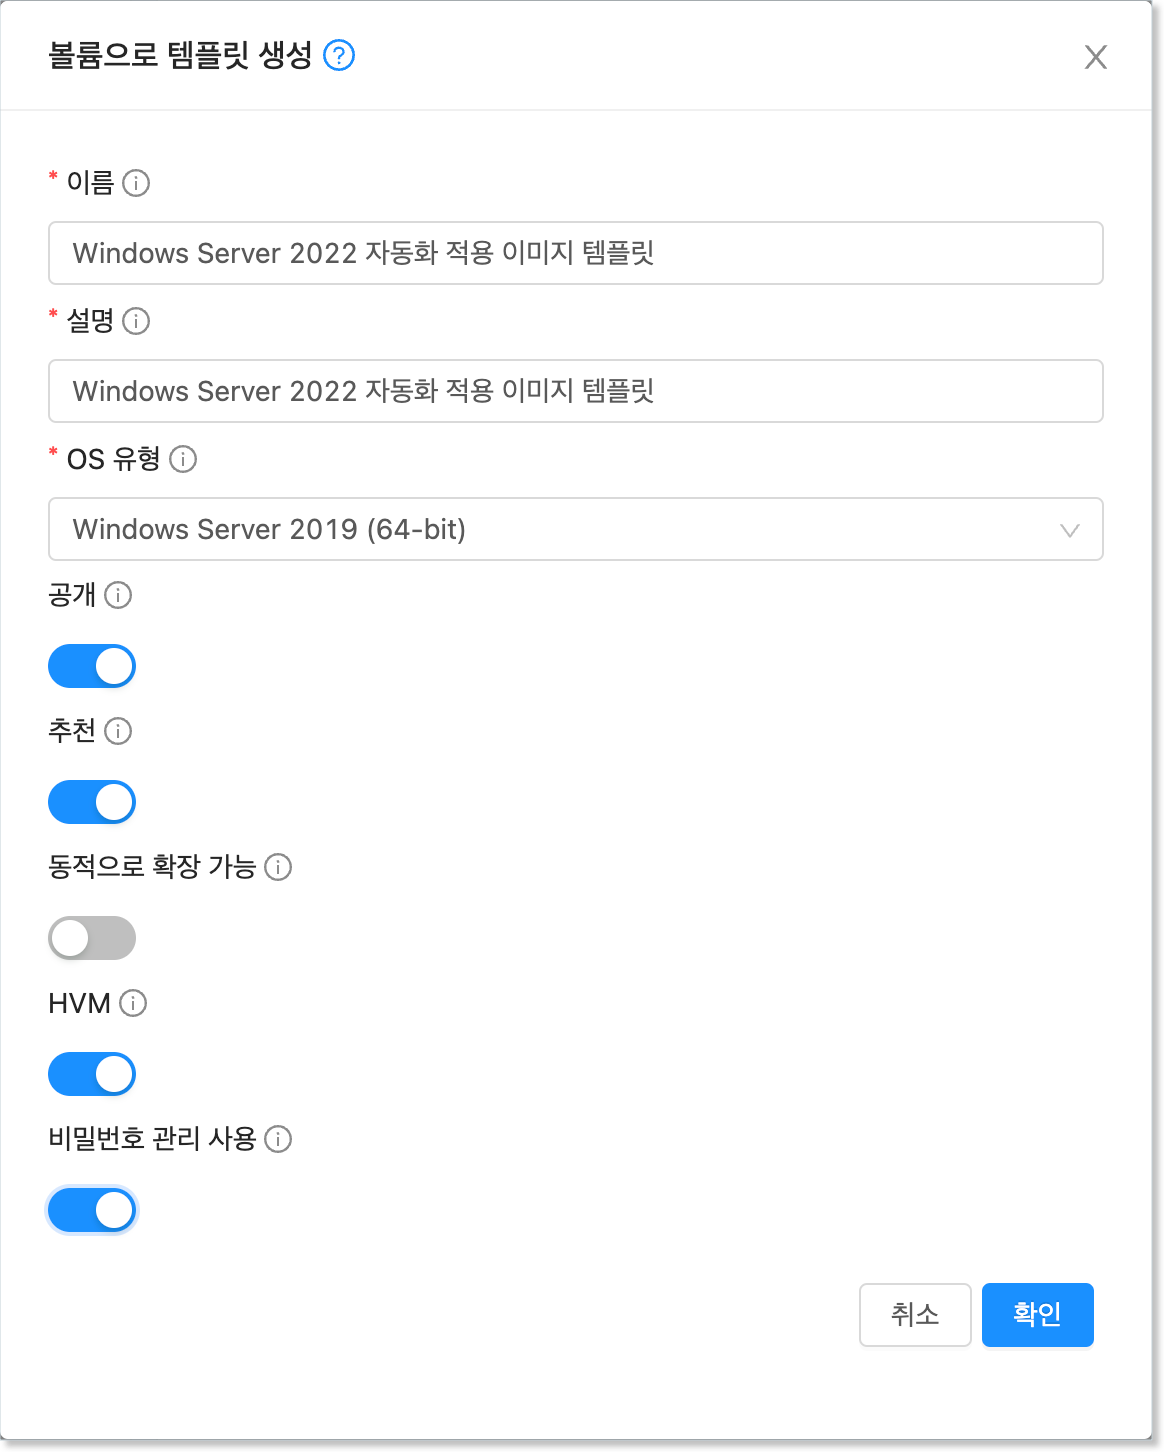 볼륨으로 템플릿 생성 ?
X
* 이름 i
Windows Server 2022 자동화 적용 이미지 템플릿
* 설명 i
Windows Server 2022 자동화 적용 이미지 템플릿
* OS 유형 i
Windows Server 2019 (64-bit)
공개 i
추천 i
동적으로 확장 가능 i
HVM i
비밀번호 관리 사용 i
취소 확인